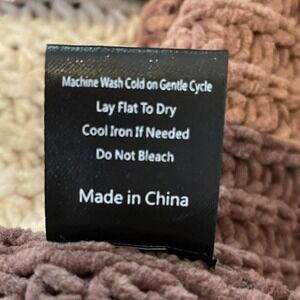 Machine Wash Cold on Gentle Cycle
Lay Flat To Dry
Cool Iron If Needed
Do Not Bleach
Made in China